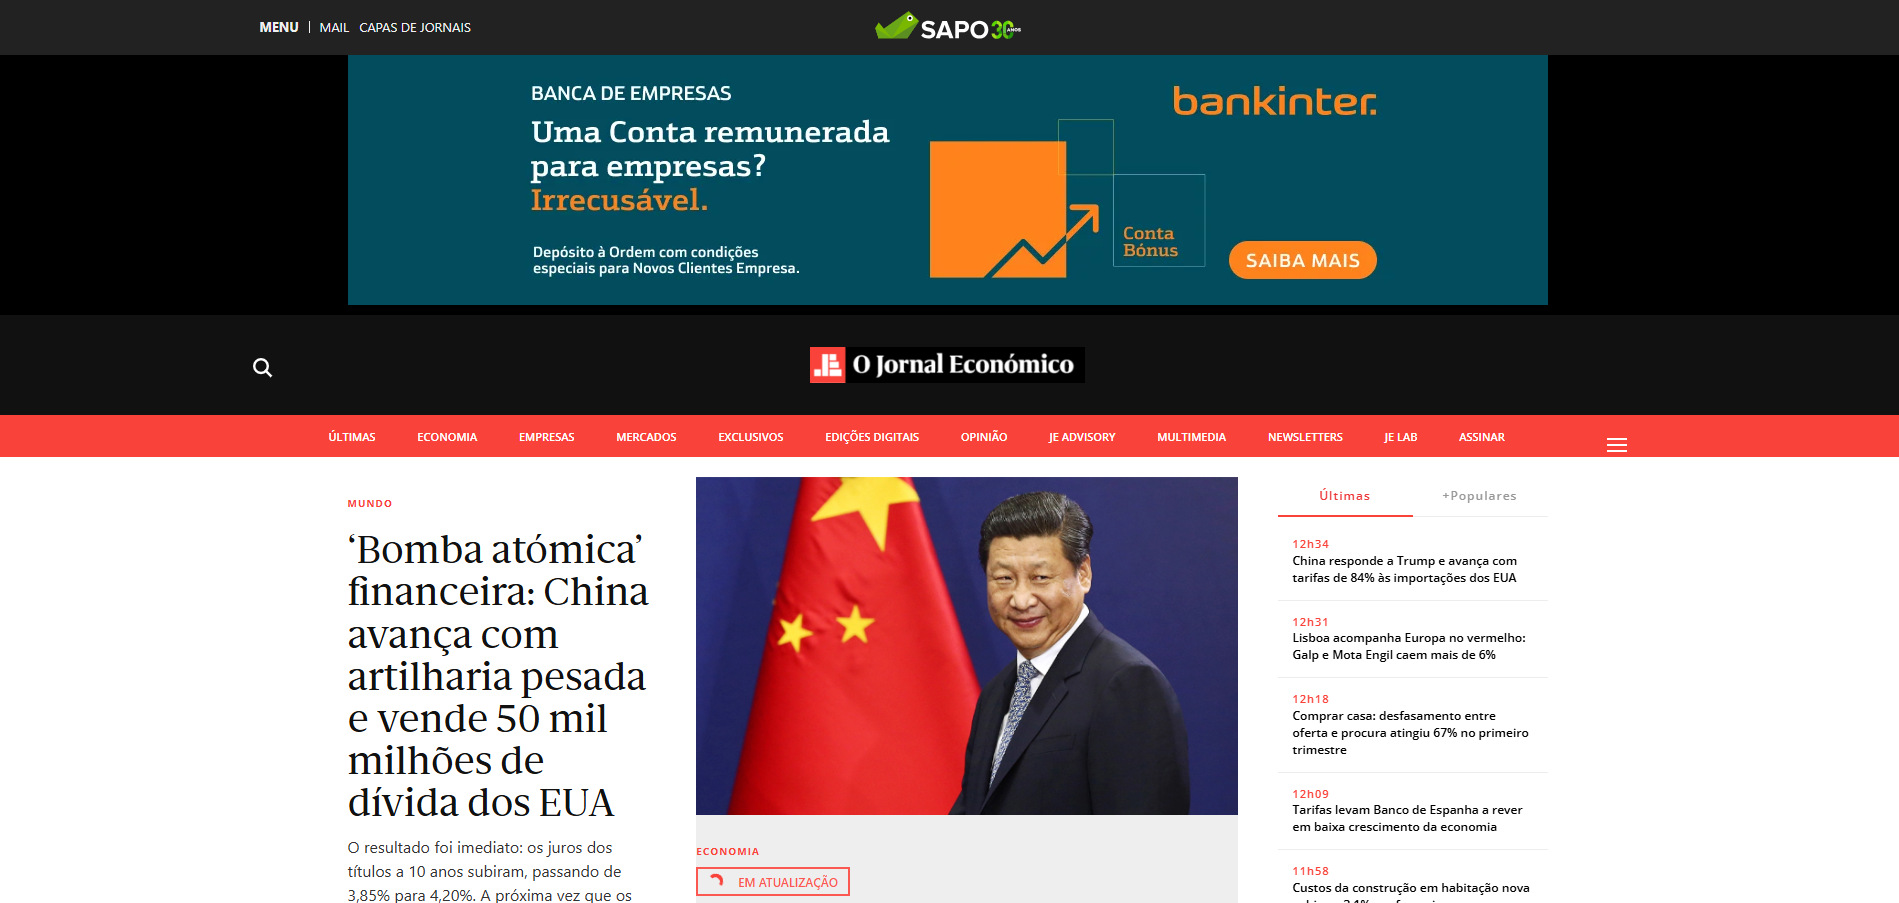 MENU | MAIL CAPAS DE JORNAIS
SAPO 30 ANOS
BANCA DE EMPRESAS
Uma Conta remunerada
para empresas?
Irrecusável.
Depósito à Ordem com condições
especiais para Novos Clientes Empresa.
bankinter.
Conta
Bónus
SAIBA MAIS
JE O Jornal Económico
ÚLTIMAS ECONOMIA EMPRESAS MERCADOS EXCLUSIVOS EDIÇÕES DIGITAIS OPINIÃO JE ADVISORY MULTIMEDIA NEWSLETTERS JE LAB ASSINAR
MUNDO
‘Bomba atómica’
financeira: China
avança com
artilharia pesada
e vende 50 mil
milhões de
dívida dos EUA
O resultado foi imediato: os juros dos
títulos a 10 anos subiram, passando de
3,85% para 4,20%. A próxima vez que os
ECONOMIA
EM ATUALIZAÇÃO
Últimas +Populares
12h34
China responde a Trump e avança com
tarifas de 84% às importações dos EUA
12h31
Lisboa acompanha Europa no vermelho:
Galp e Mota Engil caem mais de 6%
12h18
Comprar casa: desfasamento entre
oferta e procura atingiu 67% no primeiro
trimestre
12h09
Tarifas levam Banco de Espanha a rever
em baixa crescimento da economia
11h58
Custos da construção em habitação nova